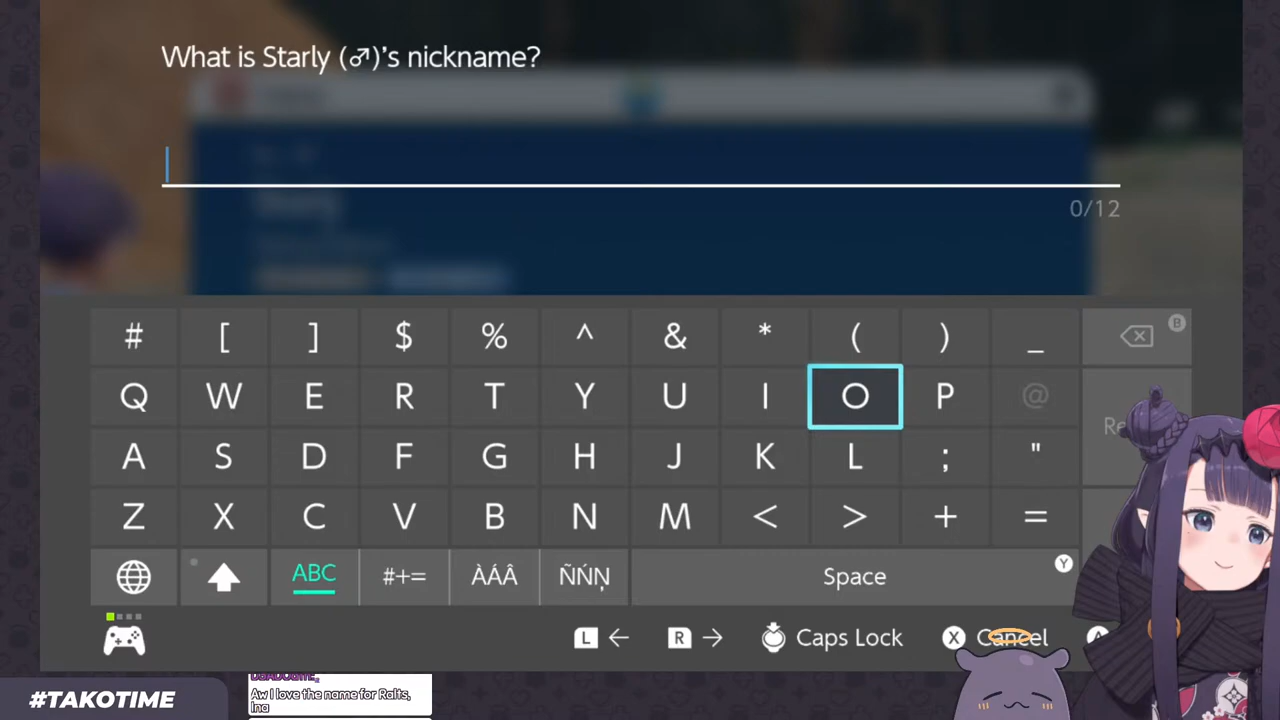 What is Starly (♂)'s nickname?
0/12
# [ ] $ % ^ & * ( ) _ B
Q W E R T Y U I O P @
A S D F G H J K L ; " Re
Z X C V B N M < > + =
ABC #+= ÀÁÂ ÑŃŅ Space Y
L ← R → Caps Lock X Cancel A
#TAKOTIME
Aw I love the name for Ralts,
Ina